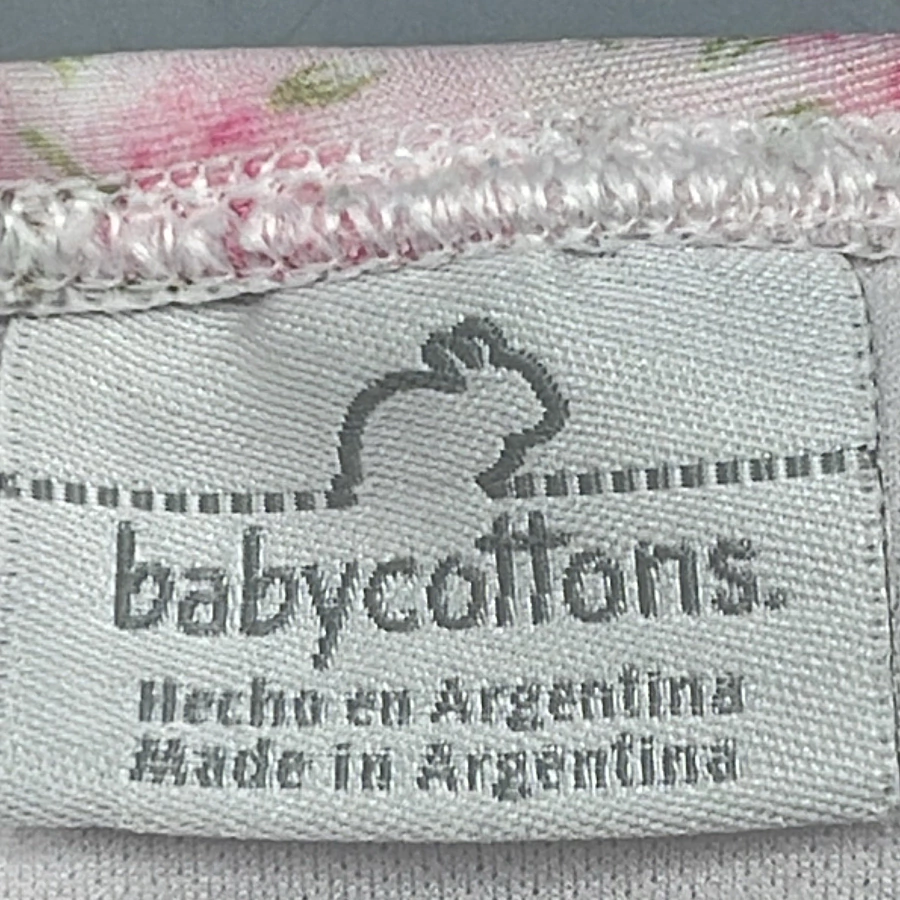 babycottons.
Hecho en Argentina
Made in Argentina